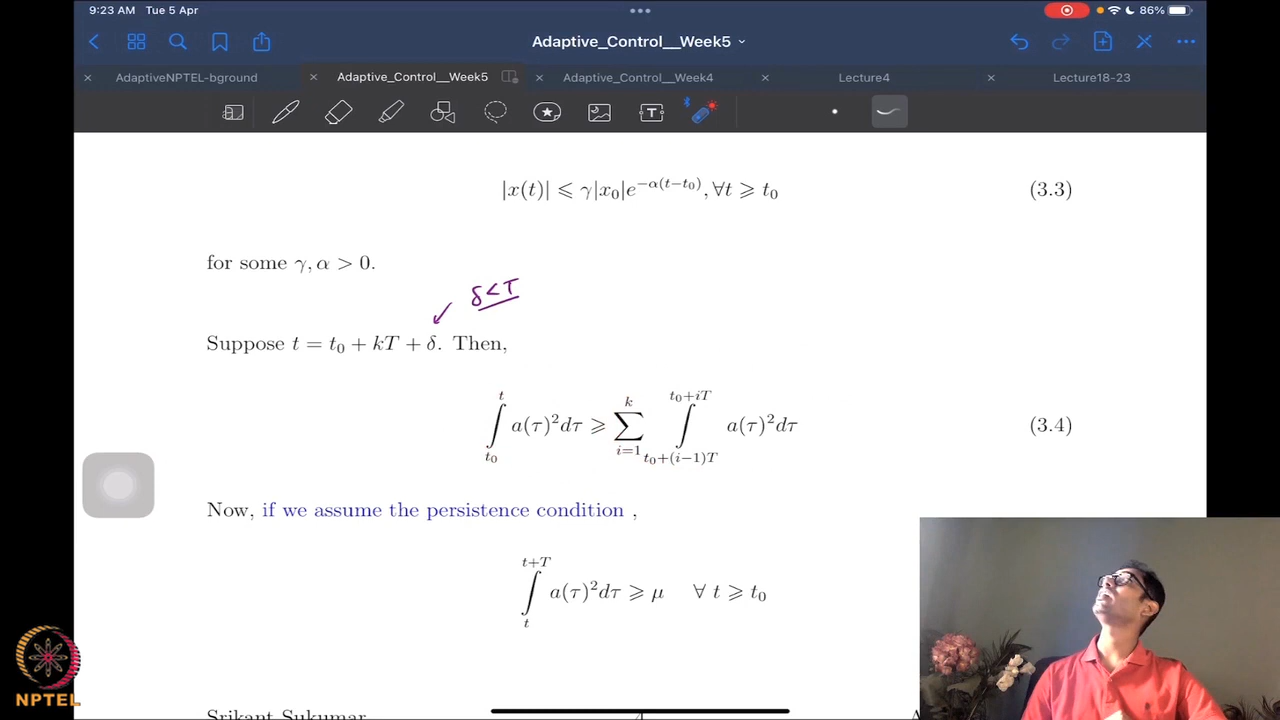 9:23 AM Tue 5 Apr
86%
Adaptive_Control__Week5
AdaptiveNPTEL-bground
Adaptive_Control__Week5
Adaptive_Control__Week4
Lecture4
Lecture18-23
|x(t)| ⩽ γ|x₀|e^{−α(t−t₀)}, ∀t ⩾ t₀ (3.3)
for some γ, α > 0.
δ < T
Suppose t = t₀ + kT + δ. Then,
∫_{t₀}^{t} a(τ)²dτ ⩾ ∑_{i=1}^{k} ∫_{t₀+(i−1)T}^{t₀+iT} a(τ)²dτ (3.4)
Now, if we assume the persistence condition ,
∫_{t}^{t+T} a(τ)²dτ ⩾ μ ∀ t ⩾ t₀
Srikant Sukumar
NPTEL